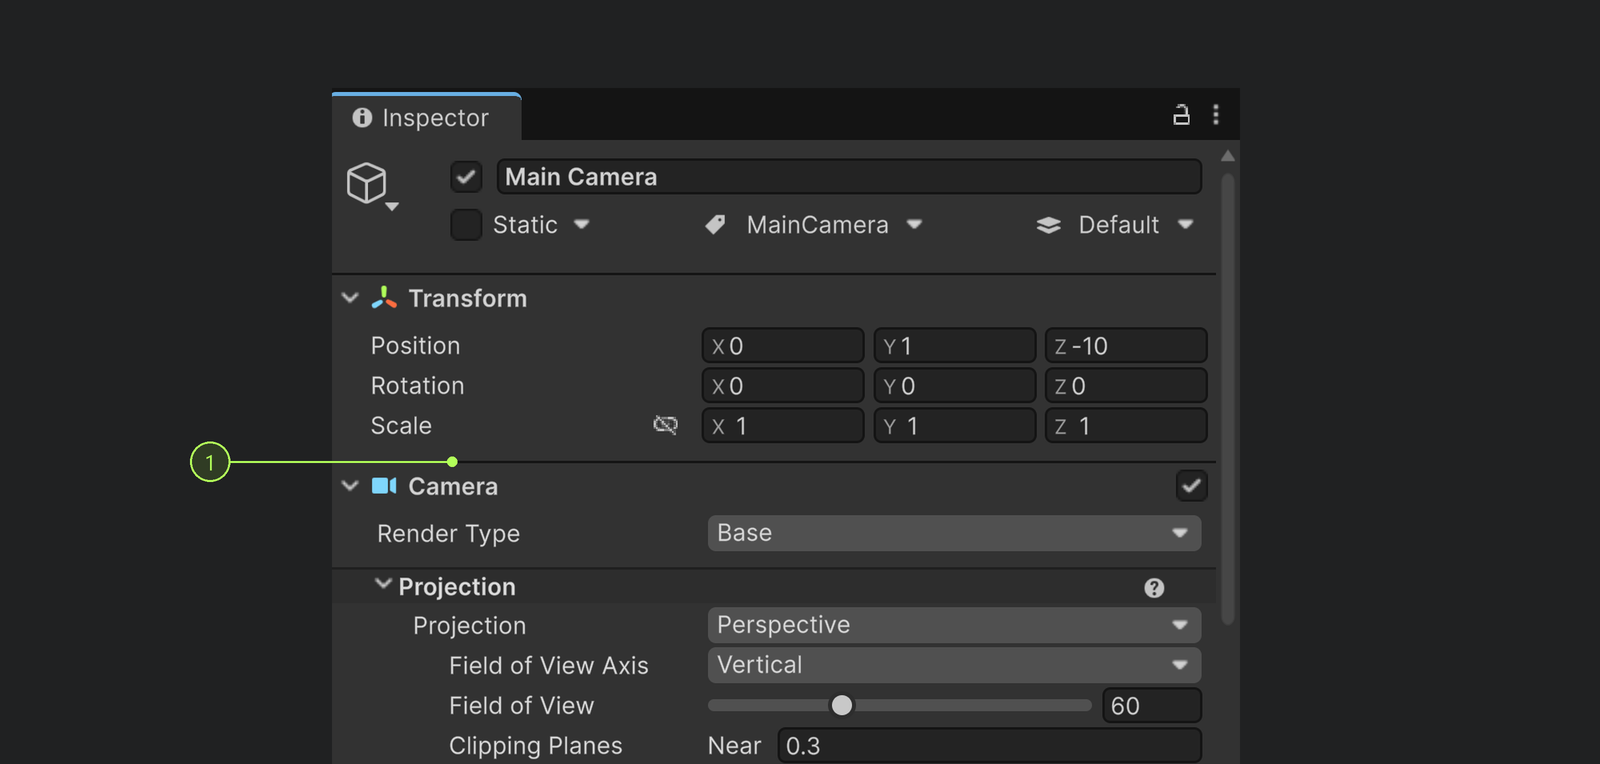 Inspector
Main Camera
Static MainCamera Default
Transform
Position X 0 Y 1 Z -10
Rotation X 0 Y 0 Z 0
Scale X 1 Y 1 Z 1
1
Camera
Render Type Base
Projection
Projection Perspective
Field of View Axis Vertical
Field of View 60
Clipping Planes Near 0.3